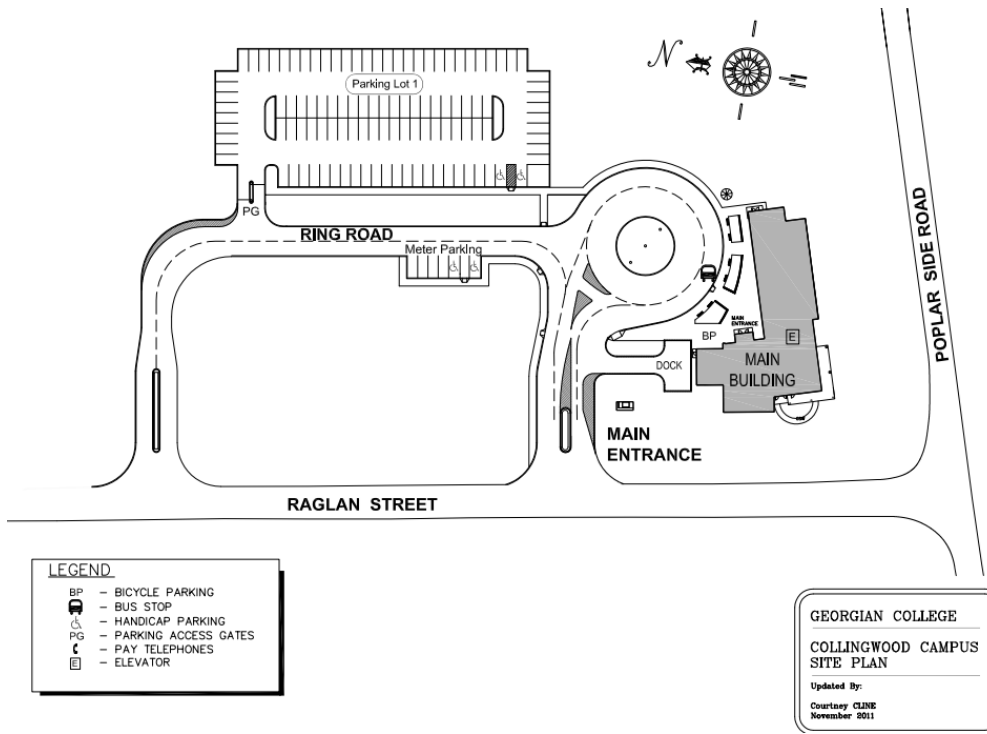 N
Parking Lot 1
PG
RING ROAD
Meter Parking
POPLAR SIDE ROAD
MAIN
ENTRANCE
BP
E
DOCK
MAIN
BUILDING
MAIN
ENTRANCE
RAGLAN STREET
LEGEND
BP – BICYCLE PARKING
– BUS STOP
– HANDICAP PARKING
PG – PARKING ACCESS GATES
– PAY TELEPHONES
E – ELEVATOR
GEORGIAN COLLEGE
COLLINGWOOD CAMPUS
SITE PLAN
Updated By:
Courtney CLINE
November 2011